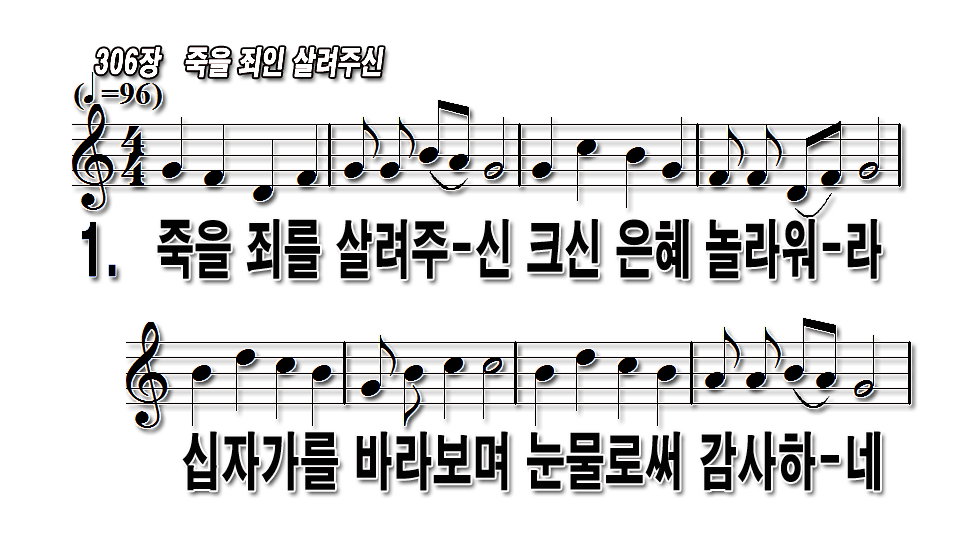 306장 죽을 죄인 살려주신
(♩=96)
1. 죽을 죄를 살려주-신 크신 은혜 놀라워-라
십자가를 바라보며 눈물로써 감사하-네